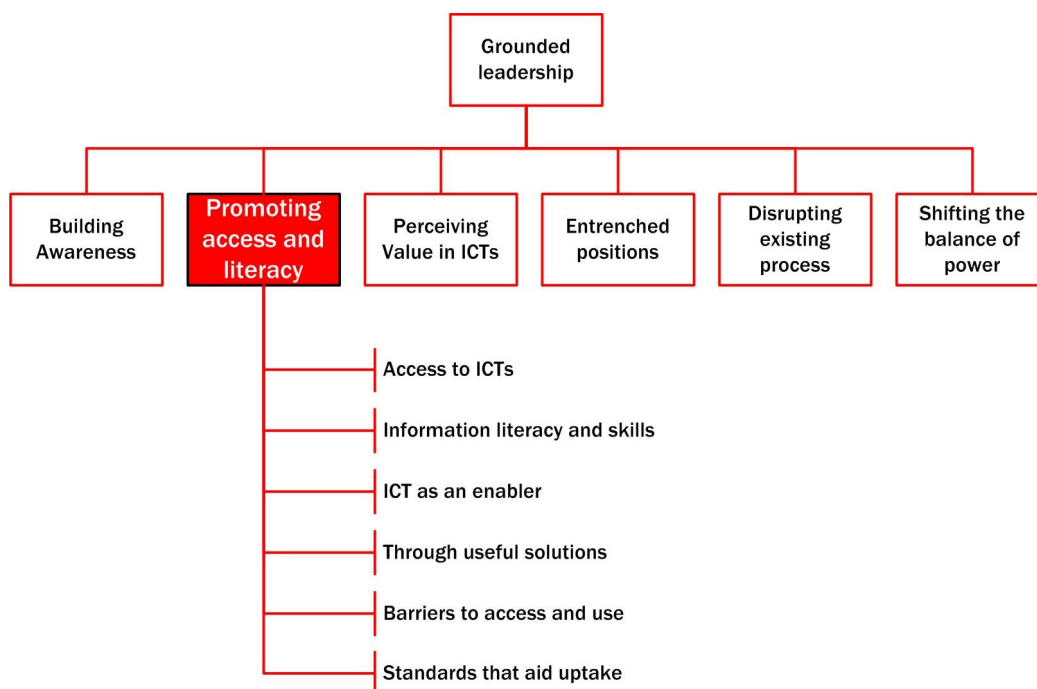 Grounded
leadership
Building
Awareness
Promoting
access and
literacy
Perceiving
Value in ICTs
Entrenched
positions
Disrupting
existing
process
Shifting the
balance of
power
Access to ICTs
Information literacy and skills
ICT as an enabler
Through useful solutions
Barriers to access and use
Standards that aid uptake